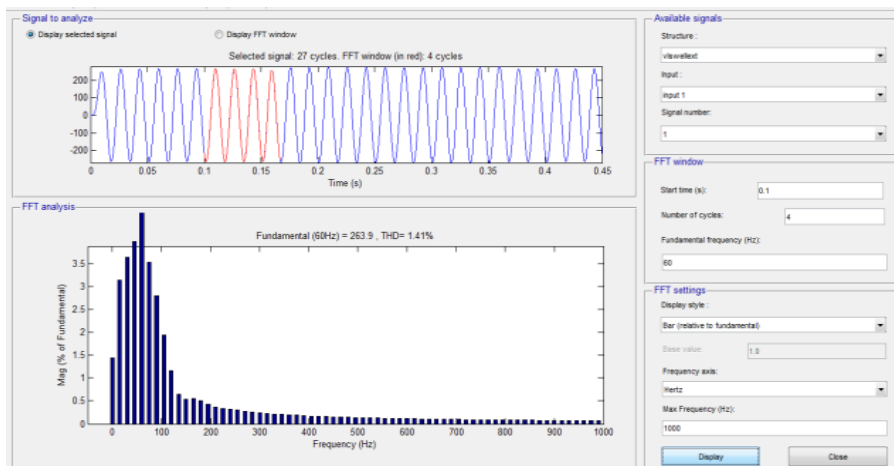 Signal to analyze
Display selected signal
Display FFT window
Selected signal: 27 cycles. FFT window (in red): 4 cycles
200
100
0
-100
-200
0 0.05 0.1 0.15 0.2 0.25 0.3 0.35 0.4 0.45
Time (s)
FFT analysis
Fundamental (60Hz) = 263.9 , THD= 1.41%
3.5
3
2.5
2
1.5
1
0.5
0
Mag (% of Fundamental)
0 100 200 300 400 500 600 700 800 900 1000
Frequency (Hz)
Available signals
Structure :
vlswellext
Input :
input 1
Signal number:
1
FFT window
Start time (s): 0.1
Number of cycles: 4
Fundamental frequency (Hz):
60
FFT settings
Display style :
Bar (relative to fundamental)
Base value: 1.0
Frequency axis:
Hertz
Max Frequency (Hz):
1000
Display Close